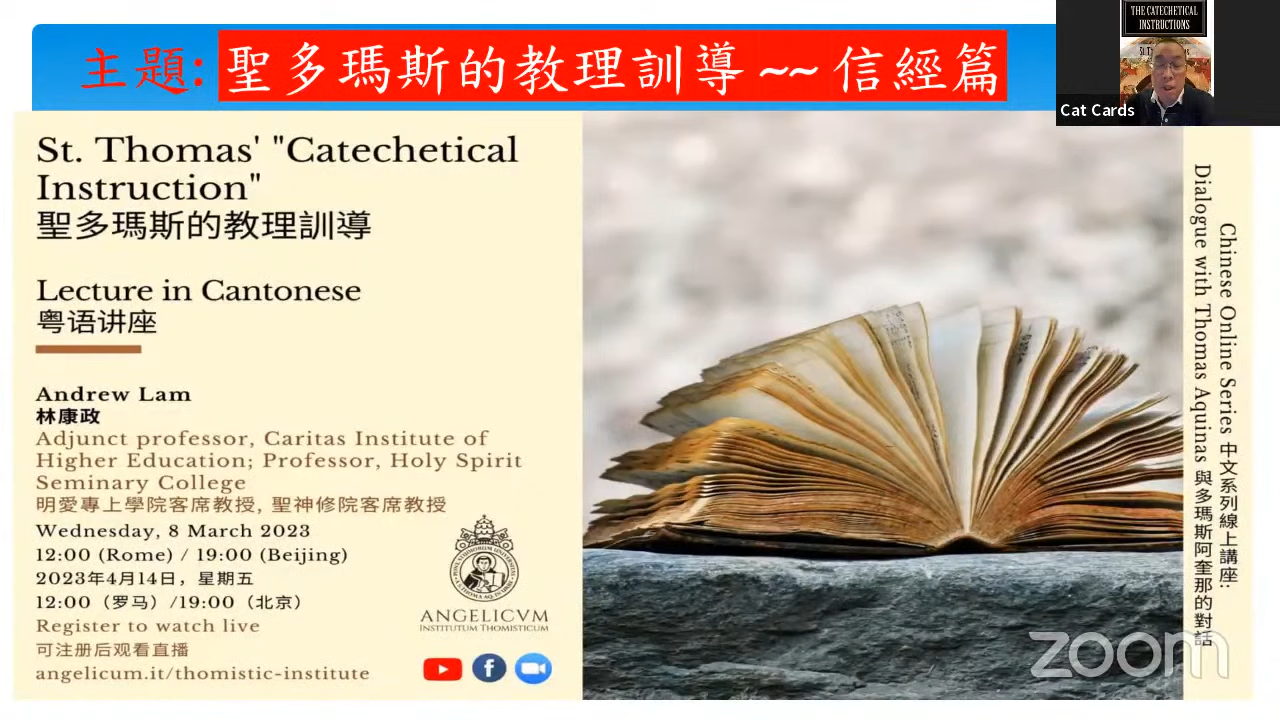 主題: 聖多瑪斯的教理訓導 ~~ 信經篇
THE CATECHETICAL
INSTRUCTIONS
Cat Cards
St. Thomas' "Catechetical
Instruction"
聖多瑪斯的教理訓導
Lecture in Cantonese
粤语讲座
Andrew Lam
林康政
Adjunct professor, Caritas Institute of
Higher Education; Professor, Holy Spirit
Seminary College
明愛專上學院客席教授, 聖神修院客席教授
Wednesday, 8 March 2023
12:00 (Rome) / 19:00 (Beijing)
2023年4月14日，星期五
12:00（罗马）/19:00（北京）
Register to watch live
可注册后观看直播
angelicum.it/thomistic-institute
ANGELICVM
INSTITUTUM THOMISTICUM
Chinese Online Series 中文系列線上講座:
Dialogue with Thomas Aquinas 與多瑪斯阿奎那的對話
zoom